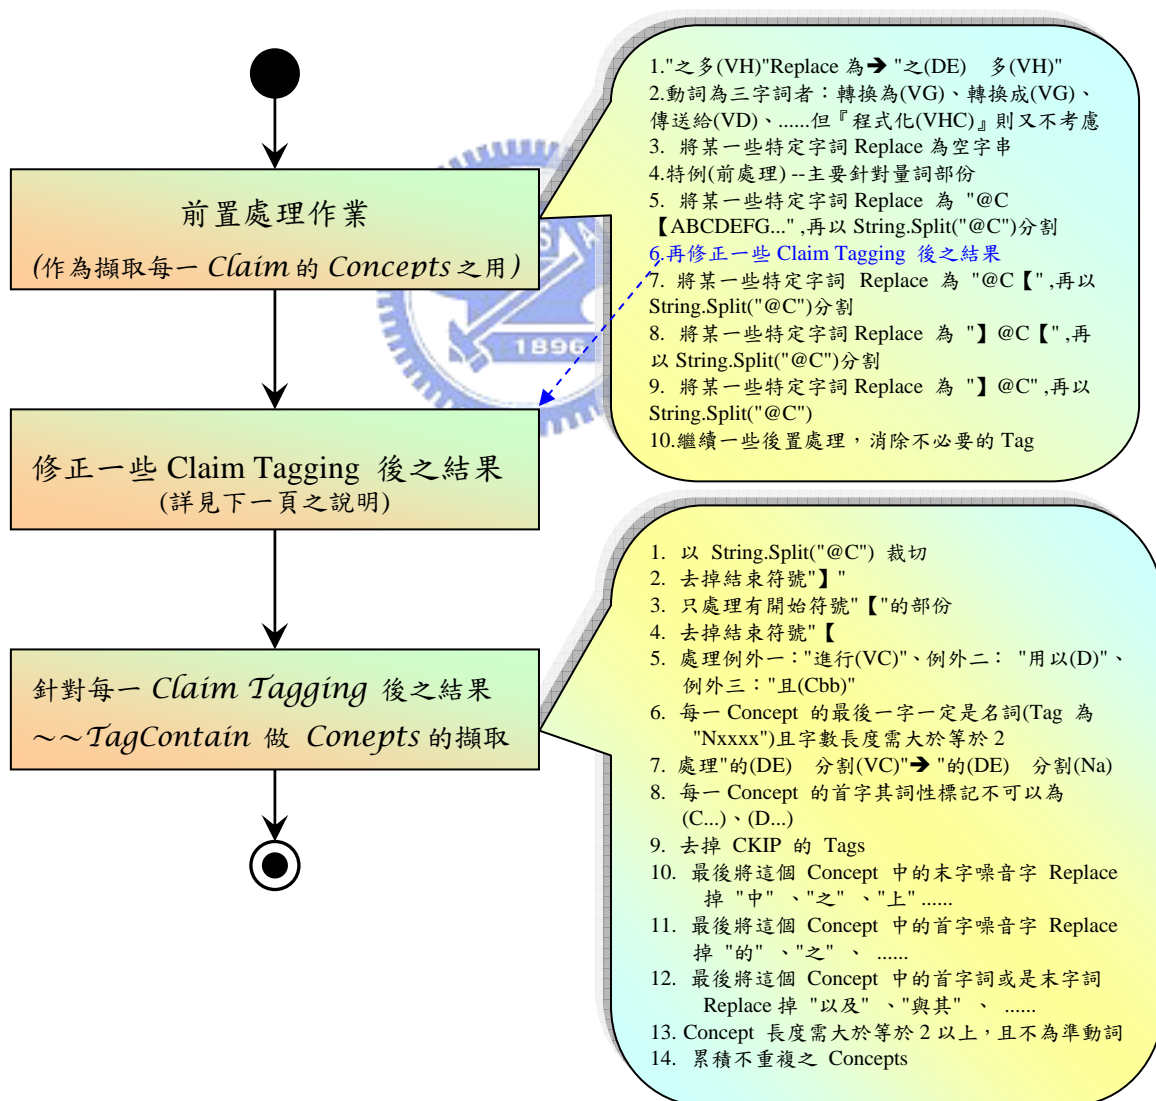 前置處理作業
(作為擷取每一 Claim 的 Concepts 之用)
修正一些 Claim Tagging 後之結果
(詳見下一頁之說明)
針對每一 Claim Tagging 後之結果
～～TagContain 做 Conepts 的擷取
1."之多(VH)"Replace 為➔ "之(DE) 多(VH)"
2.動詞為三字詞者：轉換為(VG)、轉換成(VG)、
傳送給(VD)、......但『程式化(VHC)』則又不考慮
3. 將某一些特定字詞 Replace 為空字串
4.特例(前處理) --主要針對量詞部份
5. 將某一些特定字詞 Replace 為 "@C
【ABCDEFG..." ,再以 String.Split("@C")分割
6.再修正一些 Claim Tagging 後之結果
7. 將某一些特定字詞 Replace 為 "@C【" ,再以
String.Split("@C")分割
8. 將某一些特定字詞 Replace 為 "】@C【" ,再
以 String.Split("@C")分割
9. 將某一些特定字詞 Replace 為 "】@C" ,再以
String.Split("@C")
10.繼續一些後置處理，消除不必要的 Tag
1. 以 String.Split("@C") 裁切
2. 去掉結束符號"】"
3. 只處理有開始符號"【"的部份
4. 去掉結束符號"【
5. 處理例外一："進行(VC)"、例外二： "用以(D)"、
例外三："且(Cbb)"
6. 每一 Concept 的最後一字一定是名詞(Tag 為
"Nxxxx")且字數長度需大於等於 2
7. 處理"的(DE) 分割(VC)"➔ "的(DE) 分割(Na)
8. 每一 Concept 的首字其詞性標記不可以為
(C...)、(D...)
9. 去掉 CKIP 的 Tags
10. 最後將這個 Concept 中的末字噪音字 Replace
掉 "中" 、"之" 、"上" ......
11. 最後將這個 Concept 中的首字噪音字 Replace
掉 "的" 、"之" 、 ......
12. 最後將這個 Concept 中的首字詞或是末字詞
Replace 掉 "以及" 、"與其" 、 ......
13. Concept 長度需大於等於 2 以上，且不為準動詞
14. 累積不重複之 Concepts
1896